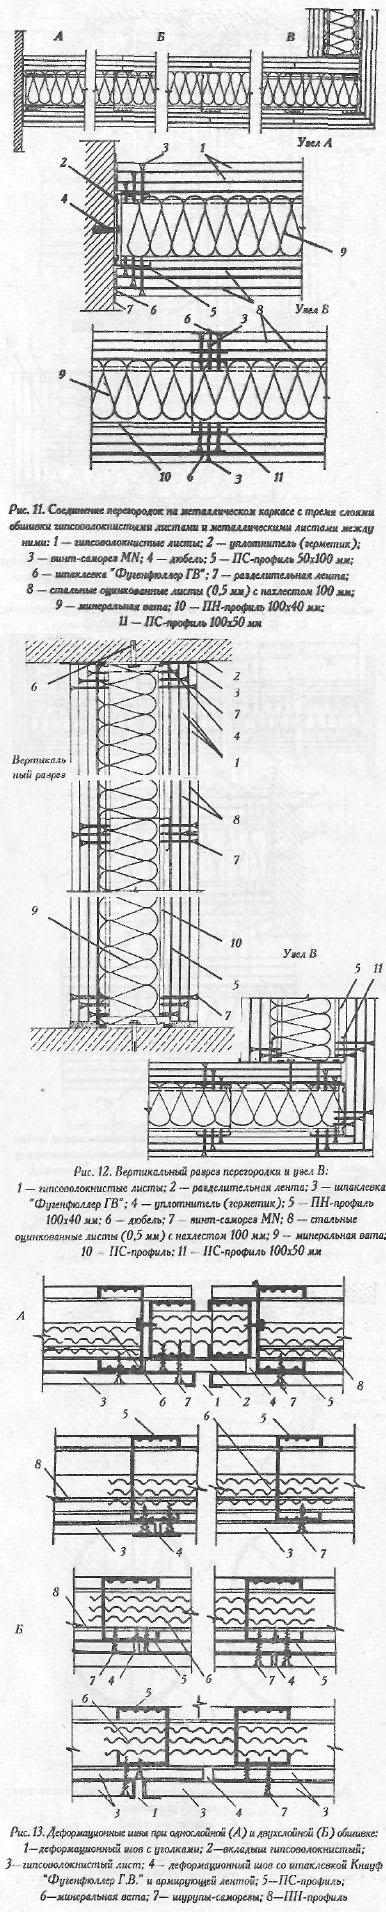 А Б В
Узел А
3 1
2
4
9
7 6 5 8
Узел Б
6 3
9
10 6 3 11
Рис. 11. Соединение перегородок на металлическом каркасе с тремя слоями
обшивки гипсоволокнистыми листами и металлическими листами между
ними: 1 — гипсоволокнистые листы; 2 — уплотнитель (герметик);
3 — винт-саморез MN; 4 — дюбель; 5 — ПС-профиль 50х100 мм;
6 — шпаклевка "Фугенфюллер ГВ"; 7 — разделительная лента;
8 — стальные оцинкованные листы (0,5 мм) с нахлестом 100 мм;
9 — минеральная вата; 10 — ПН-профиль 100х40 мм;
11 — ПС-профиль 100х50 мм
6
2
3
7
4
1
Вертикаль
ный разрез
8
7
9
10
5
7
Узел В
5 11
Рис. 12. Вертикальный разрез перегородки и узел В:
1 — гипсоволокнистые листы; 2 — разделительная лента; 3 — шпаклевка
"Фугенфюллер ГВ"; 4 — уплотнитель (герметик); 5 — ПН-профиль
100х40 мм; 6 — дюбель; 7 — винт-саморез MN; 8 — стальные
оцинкованные листы (0,5 мм) с нахлестом 100 мм; 9 — минеральная вата;
10 — ПС-профиль; 11 — ПС-профиль 100х50 мм
А
3 6 7 1 2 4 7 5 8
5 6 5
8
3 4 3 7
8
Б
7 4 5 6 7 4 5
6 5
3 1 3 4 7 3
Рис. 13. Деформационные швы при однослойной (А) и двухслойной (Б) обшивке:
1—деформационный шов с уголками; 2—вкладыш гипсоволокнистый;
3—гипсоволокнистый лист; 4 — деформационный шов со шпаклевкой Кнауф
"Фугенфюллер Г.В." и армирующей лентой; 5—ПС-профиль;
6—минеральная вата; 7— шурупы-саморезы; 8—ПН-профиль